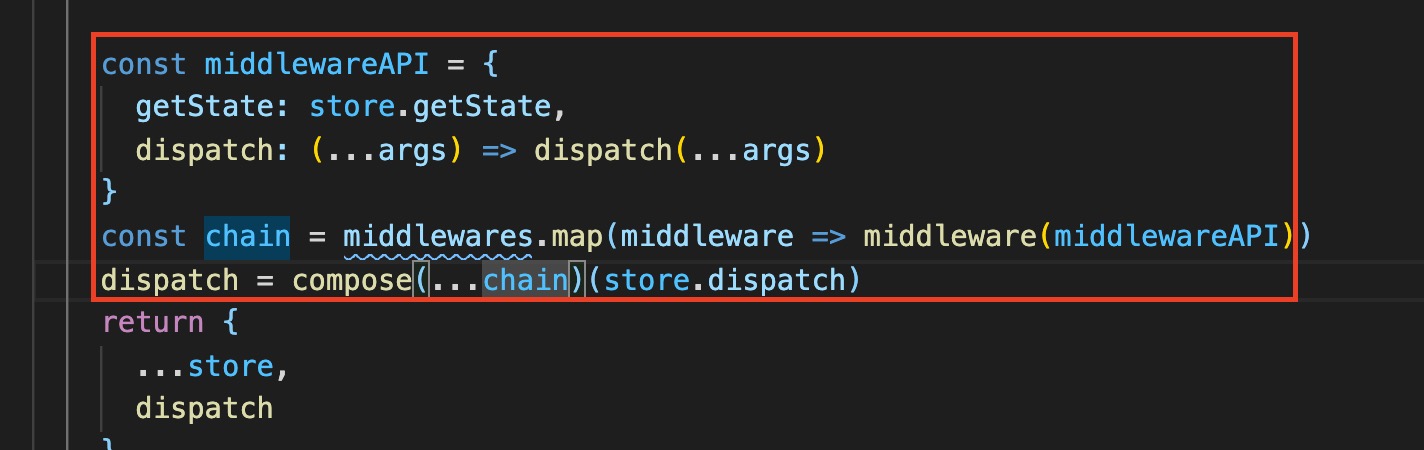 const middlewareAPI = {
  getState: store.getState,
  dispatch: (...args) => dispatch(...args)
}
const chain = middlewares.map(middleware => middleware(middlewareAPI))
dispatch = compose(...chain)(store.dispatch)
return {
  ...store,
  dispatch
}